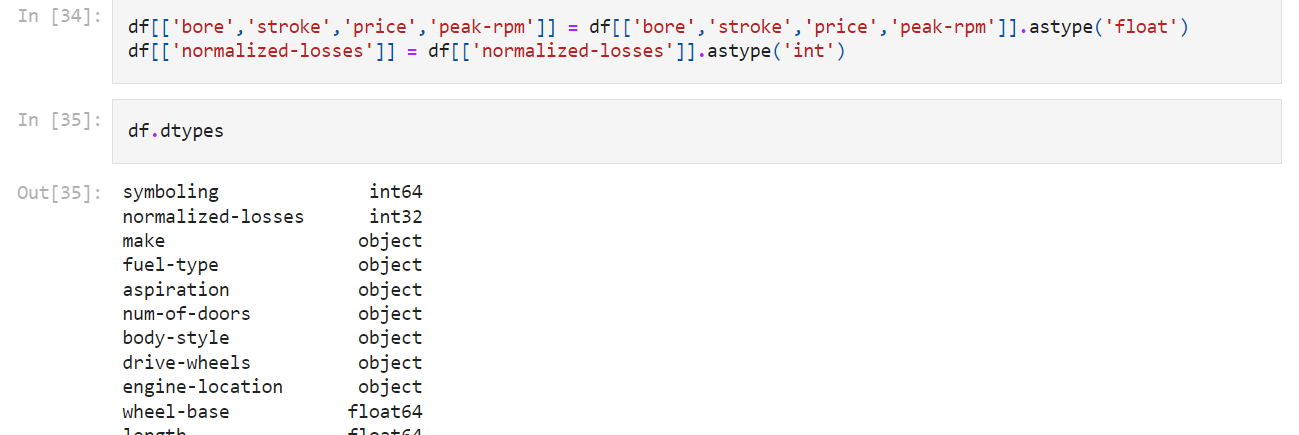 In [34]:
df[['bore','stroke','price','peak-rpm']] = df[['bore','stroke','price','peak-rpm']].astype('float')
df[['normalized-losses']] = df[['normalized-losses']].astype('int')
In [35]:
df.dtypes
Out[35]:
symboling int64
normalized-losses int32
make object
fuel-type object
aspiration object
num-of-doors object
body-style object
drive-wheels object
engine-location object
wheel-base float64
length float64